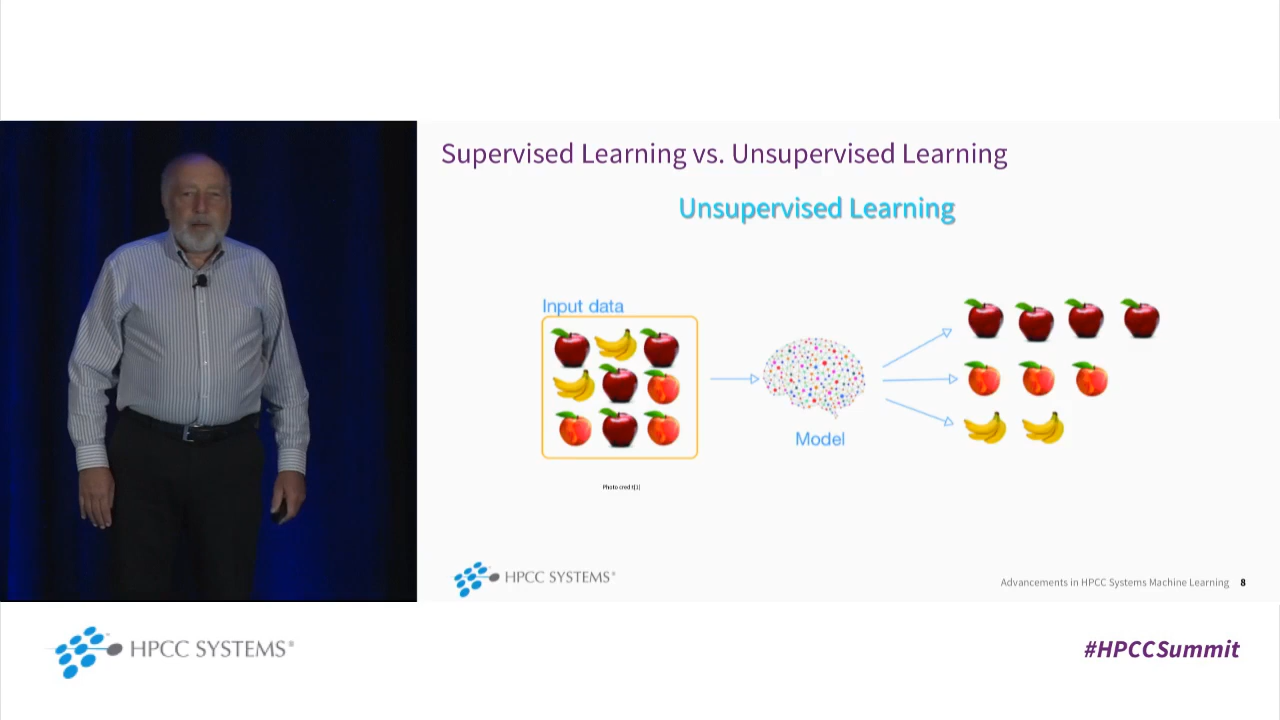 Supervised Learning vs. Unsupervised Learning
Unsupervised Learning
Input data
Model
Photo credit[1]
HPCC SYSTEMS®
Advancements in HPCC Systems Machine Learning 8
HPCC SYSTEMS®
#HPCCSummit